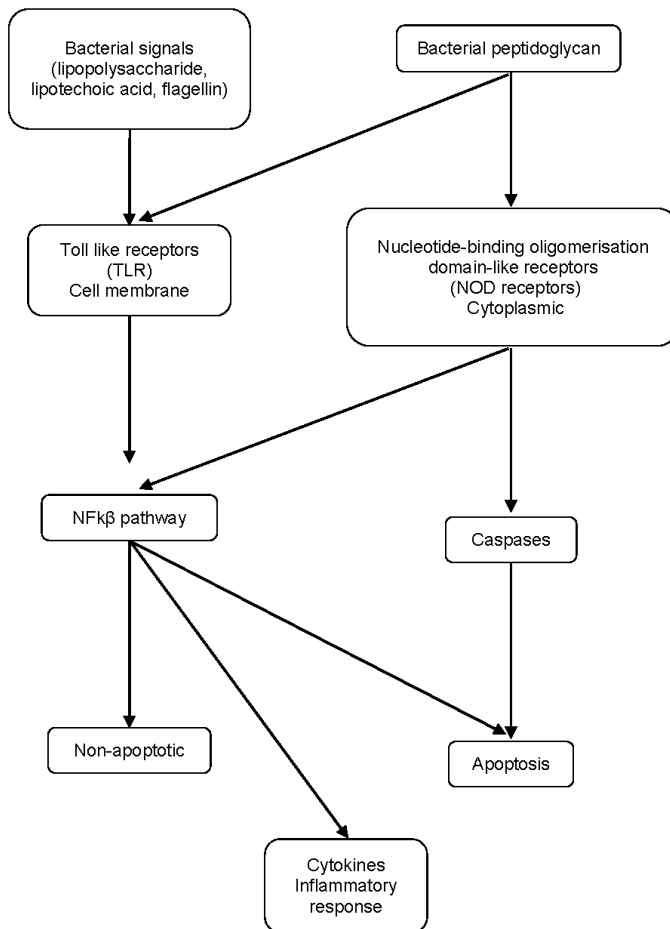 Bacterial signals
(lipopolysaccharide,
lipotechoic acid, flagellin)
Bacterial peptidoglycan
Toll like receptors
(TLR)
Cell membrane
Nucleotide-binding oligomerisation
domain-like receptors
(NOD receptors)
Cytoplasmic
NFkβ pathway
Caspases
Non-apoptotic
Apoptosis
Cytokines
Inflammatory
response